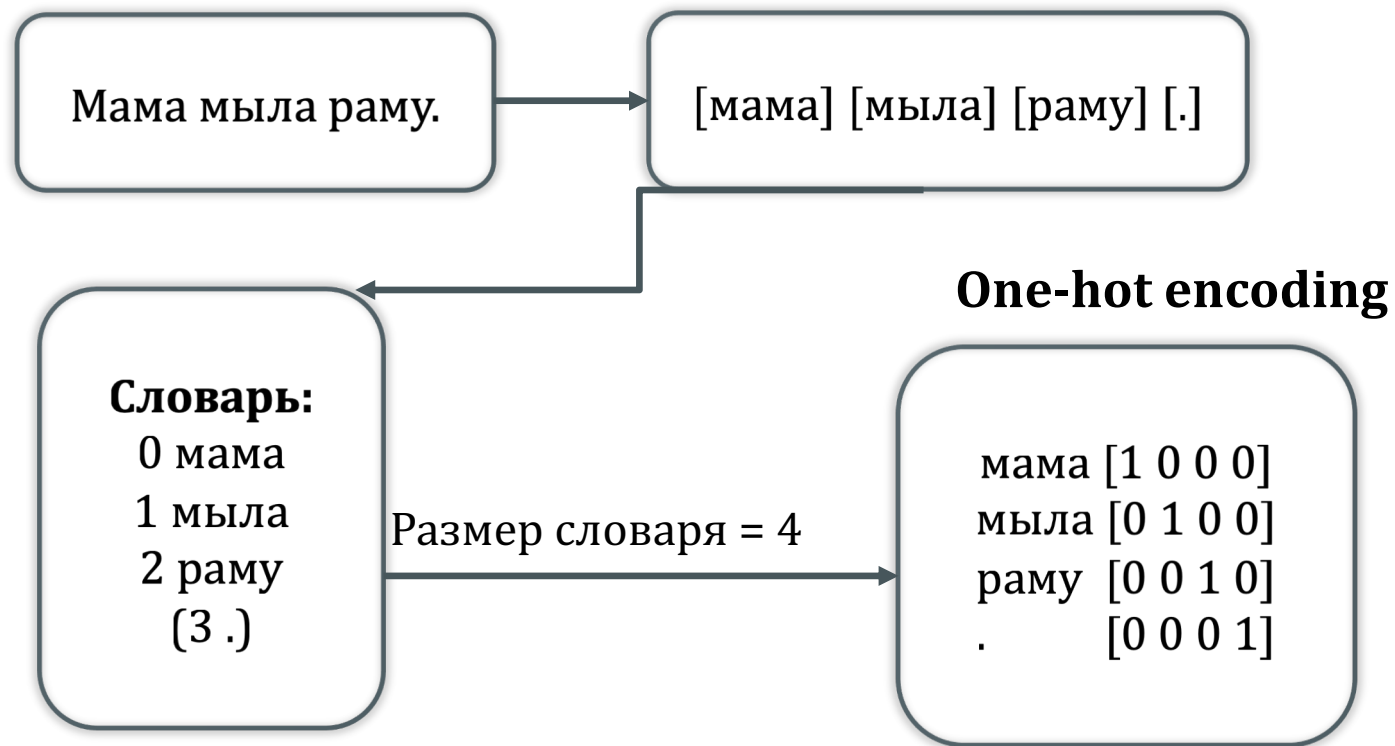 Мама мыла раму.
[мама] [мыла] [раму] [.]
Словарь:
0 мама
1 мыла
2 раму
(3 .)
Размер словаря = 4
One-hot encoding
мама [1 0 0 0]
мыла [0 1 0 0]
раму [0 0 1 0]
. [0 0 0 1]